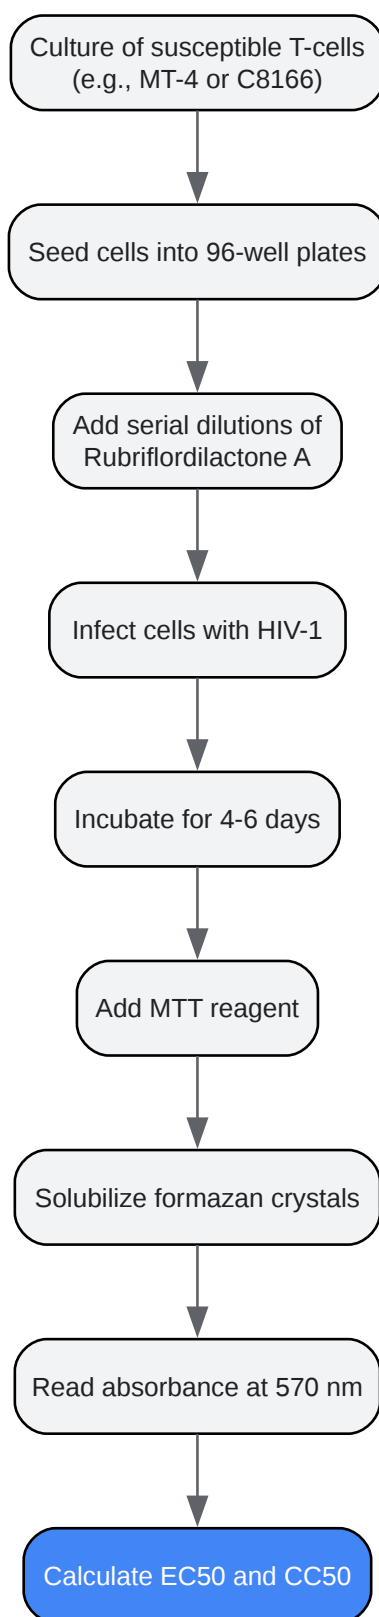 Culture of susceptible T-cells
(e.g., MT-4 or C8166)
Seed cells into 96-well plates
Add serial dilutions of
Rubriflordilactone A
Infect cells with HIV-1
Incubate for 4-6 days
Add MTT reagent
Solubilize formazan crystals
Read absorbance at 570 nm
Calculate EC50 and CC50